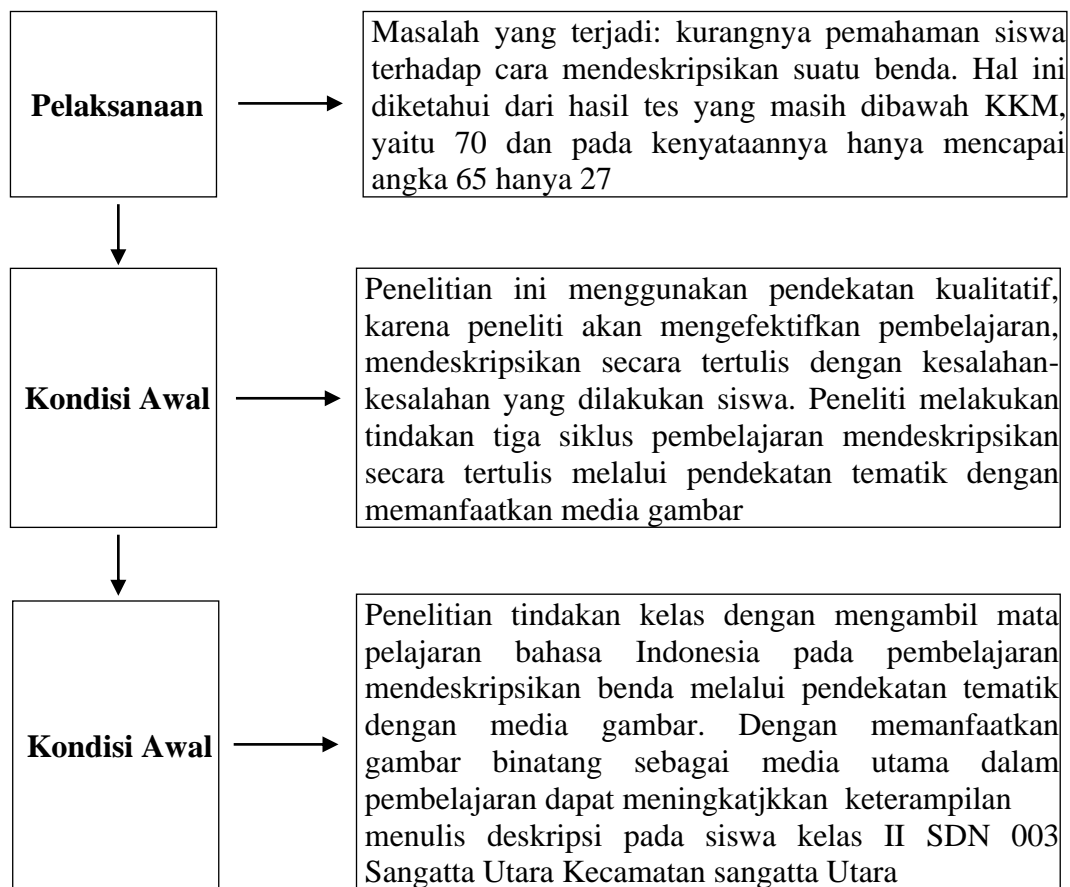 Pelaksanaan
Masalah yang terjadi: kurangnya pemahaman siswa
terhadap cara mendeskripsikan suatu benda. Hal ini
diketahui dari hasil tes yang masih dibawah KKM,
yaitu 70 dan pada kenyataannya hanya mencapai
angka 65 hanya 27
Kondisi Awal
Penelitian ini menggunakan pendekatan kualitatif,
karena peneliti akan mengefektifkan pembelajaran,
mendeskripsikan secara tertulis dengan kesalahan-
kesalahan yang dilakukan siswa. Peneliti melakukan
tindakan tiga siklus pembelajaran mendeskripsikan
secara tertulis melalui pendekatan tematik dengan
memanfaatkan media gambar
Kondisi Awal
Penelitian tindakan kelas dengan mengambil mata
pelajaran bahasa Indonesia pada pembelajaran
mendeskripsikan benda melalui pendekatan tematik
dengan media gambar. Dengan memanfaatkan
gambar binatang sebagai media utama dalam
pembelajaran dapat meningkatjkkan keterampilan
menulis deskripsi pada siswa kelas II SDN 003
Sangatta Utara Kecamatan sangatta Utara